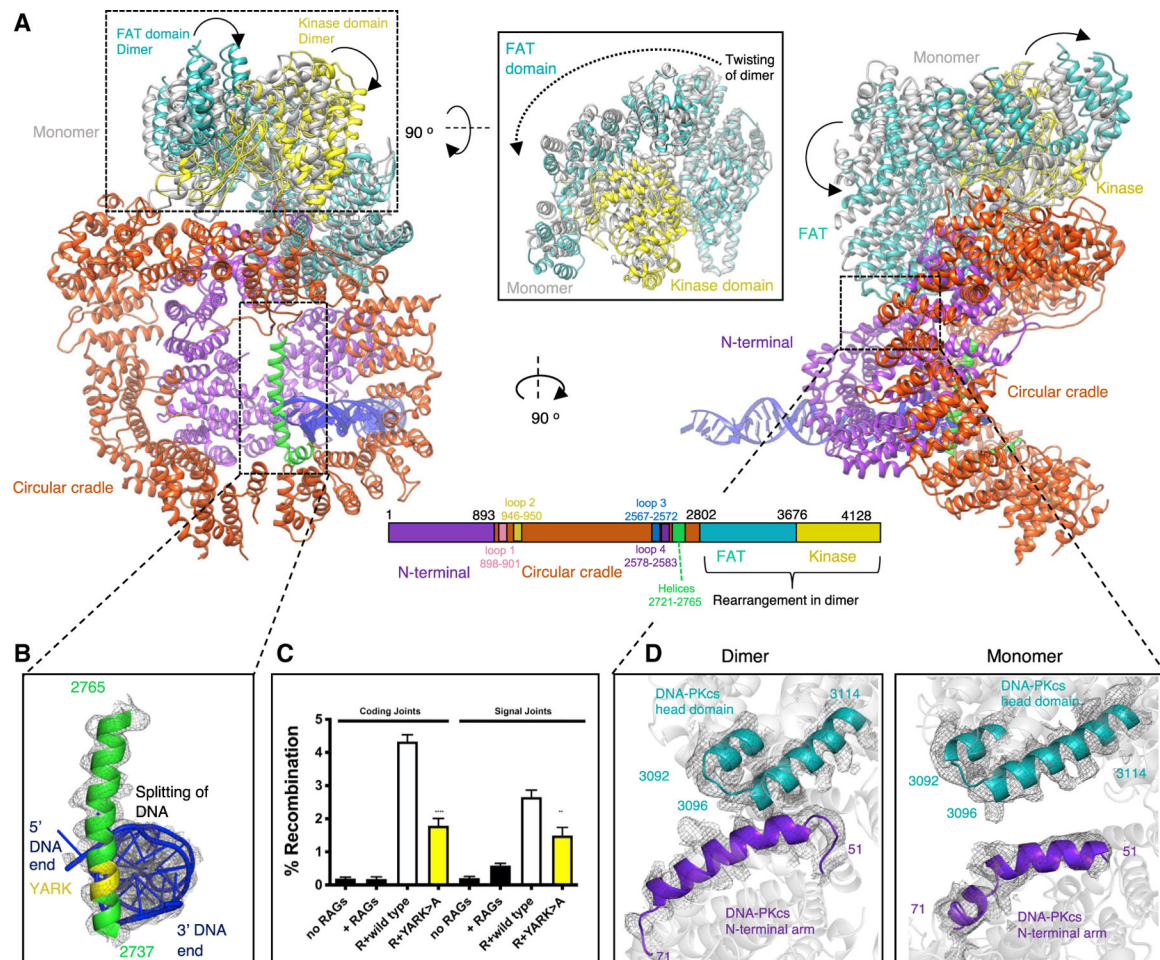 A
FAT domain
Dimer
Kinase domain
Dimer
Monomer
90 º
FAT
domain
Twisting
of dimer
Monomer
Kinase domain
Monomer
Kinase
FAT
N-terminal
Circular cradle
90 º
Circular cradle
loop 2
946-950
loop 3
2567-2572
1
893
2802
3676
4128
loop 1
898-901
loop 4
2578-2583
N-terminal
Circular cradle
FAT
Kinase
Helices
2721-2765
Rearrangement in dimer
B
2765
Splitting of
DNA
5'
DNA
end
YARK
3' DNA
end
2737
C
Coding Joints
Signal Joints
% Recombination
5
4
3
2
1
0
****
**
no RAGs
+ RAGs
R+wild type
R+YARK>A
no RAGs
+ RAGs
R+wild type
R+YARK>A
D
Dimer
DNA-PKcs
head domain
3114
3092
3096
51
DNA-PKcs
N-terminal arm
71
Monomer
DNA-PKcs
head domain
3092
3114
3096
51
71
DNA-PKcs
N-terminal arm